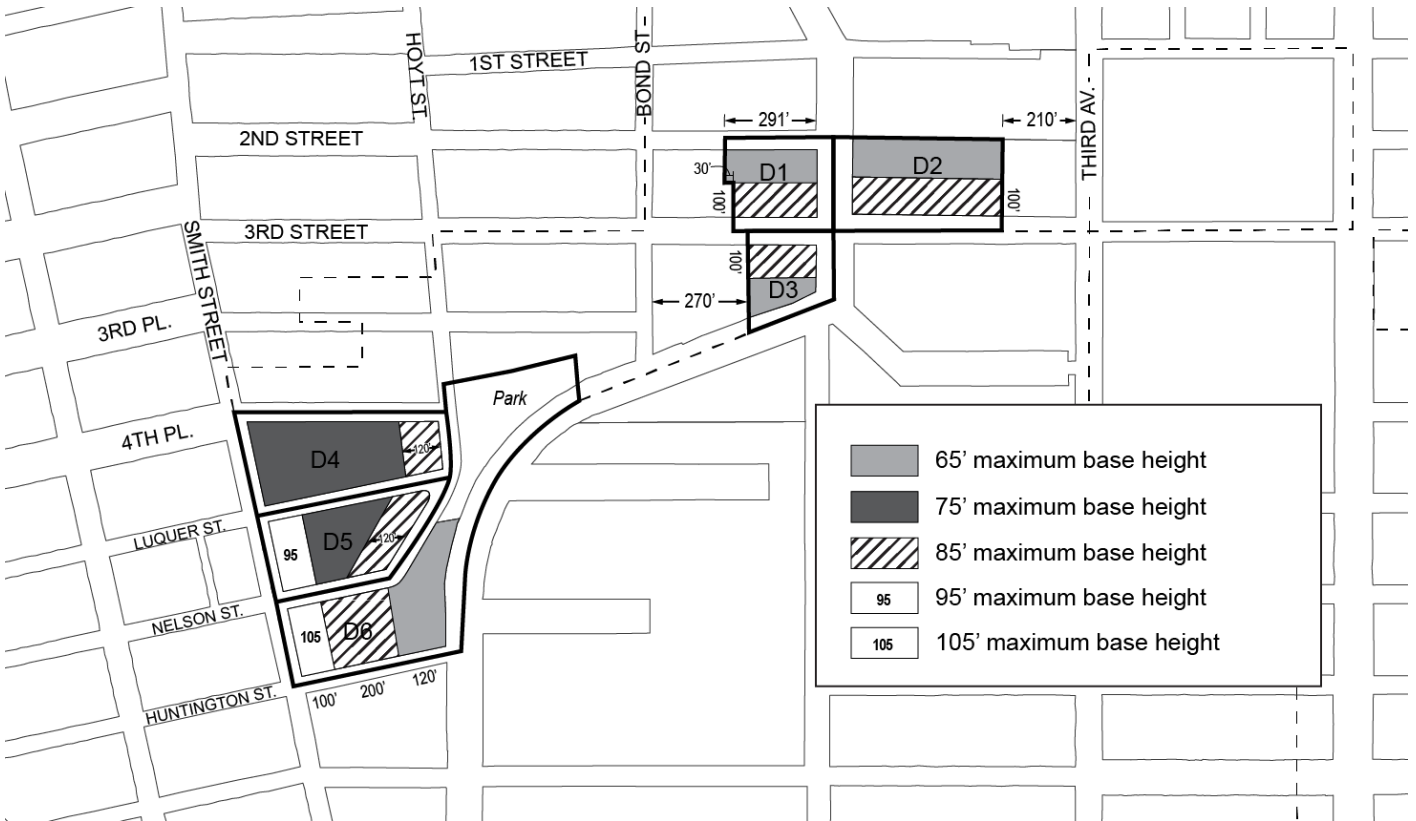 HOYT ST.
1ST STREET
BOND ST.
THIRD AV.
2ND STREET
291'
210'
30'
D1
D2
100'
100'
3RD STREET
SMITH STREET
100'
D3
270'
3RD PL.
Park
4TH PL.
D4
120'
LUQUER ST.
95
D5
120'
NELSON ST.
105
D6
HUNTINGTON ST.
100'
200'
120'
65' maximum base height
75' maximum base height
85' maximum base height
95
95' maximum base height
105
105' maximum base height